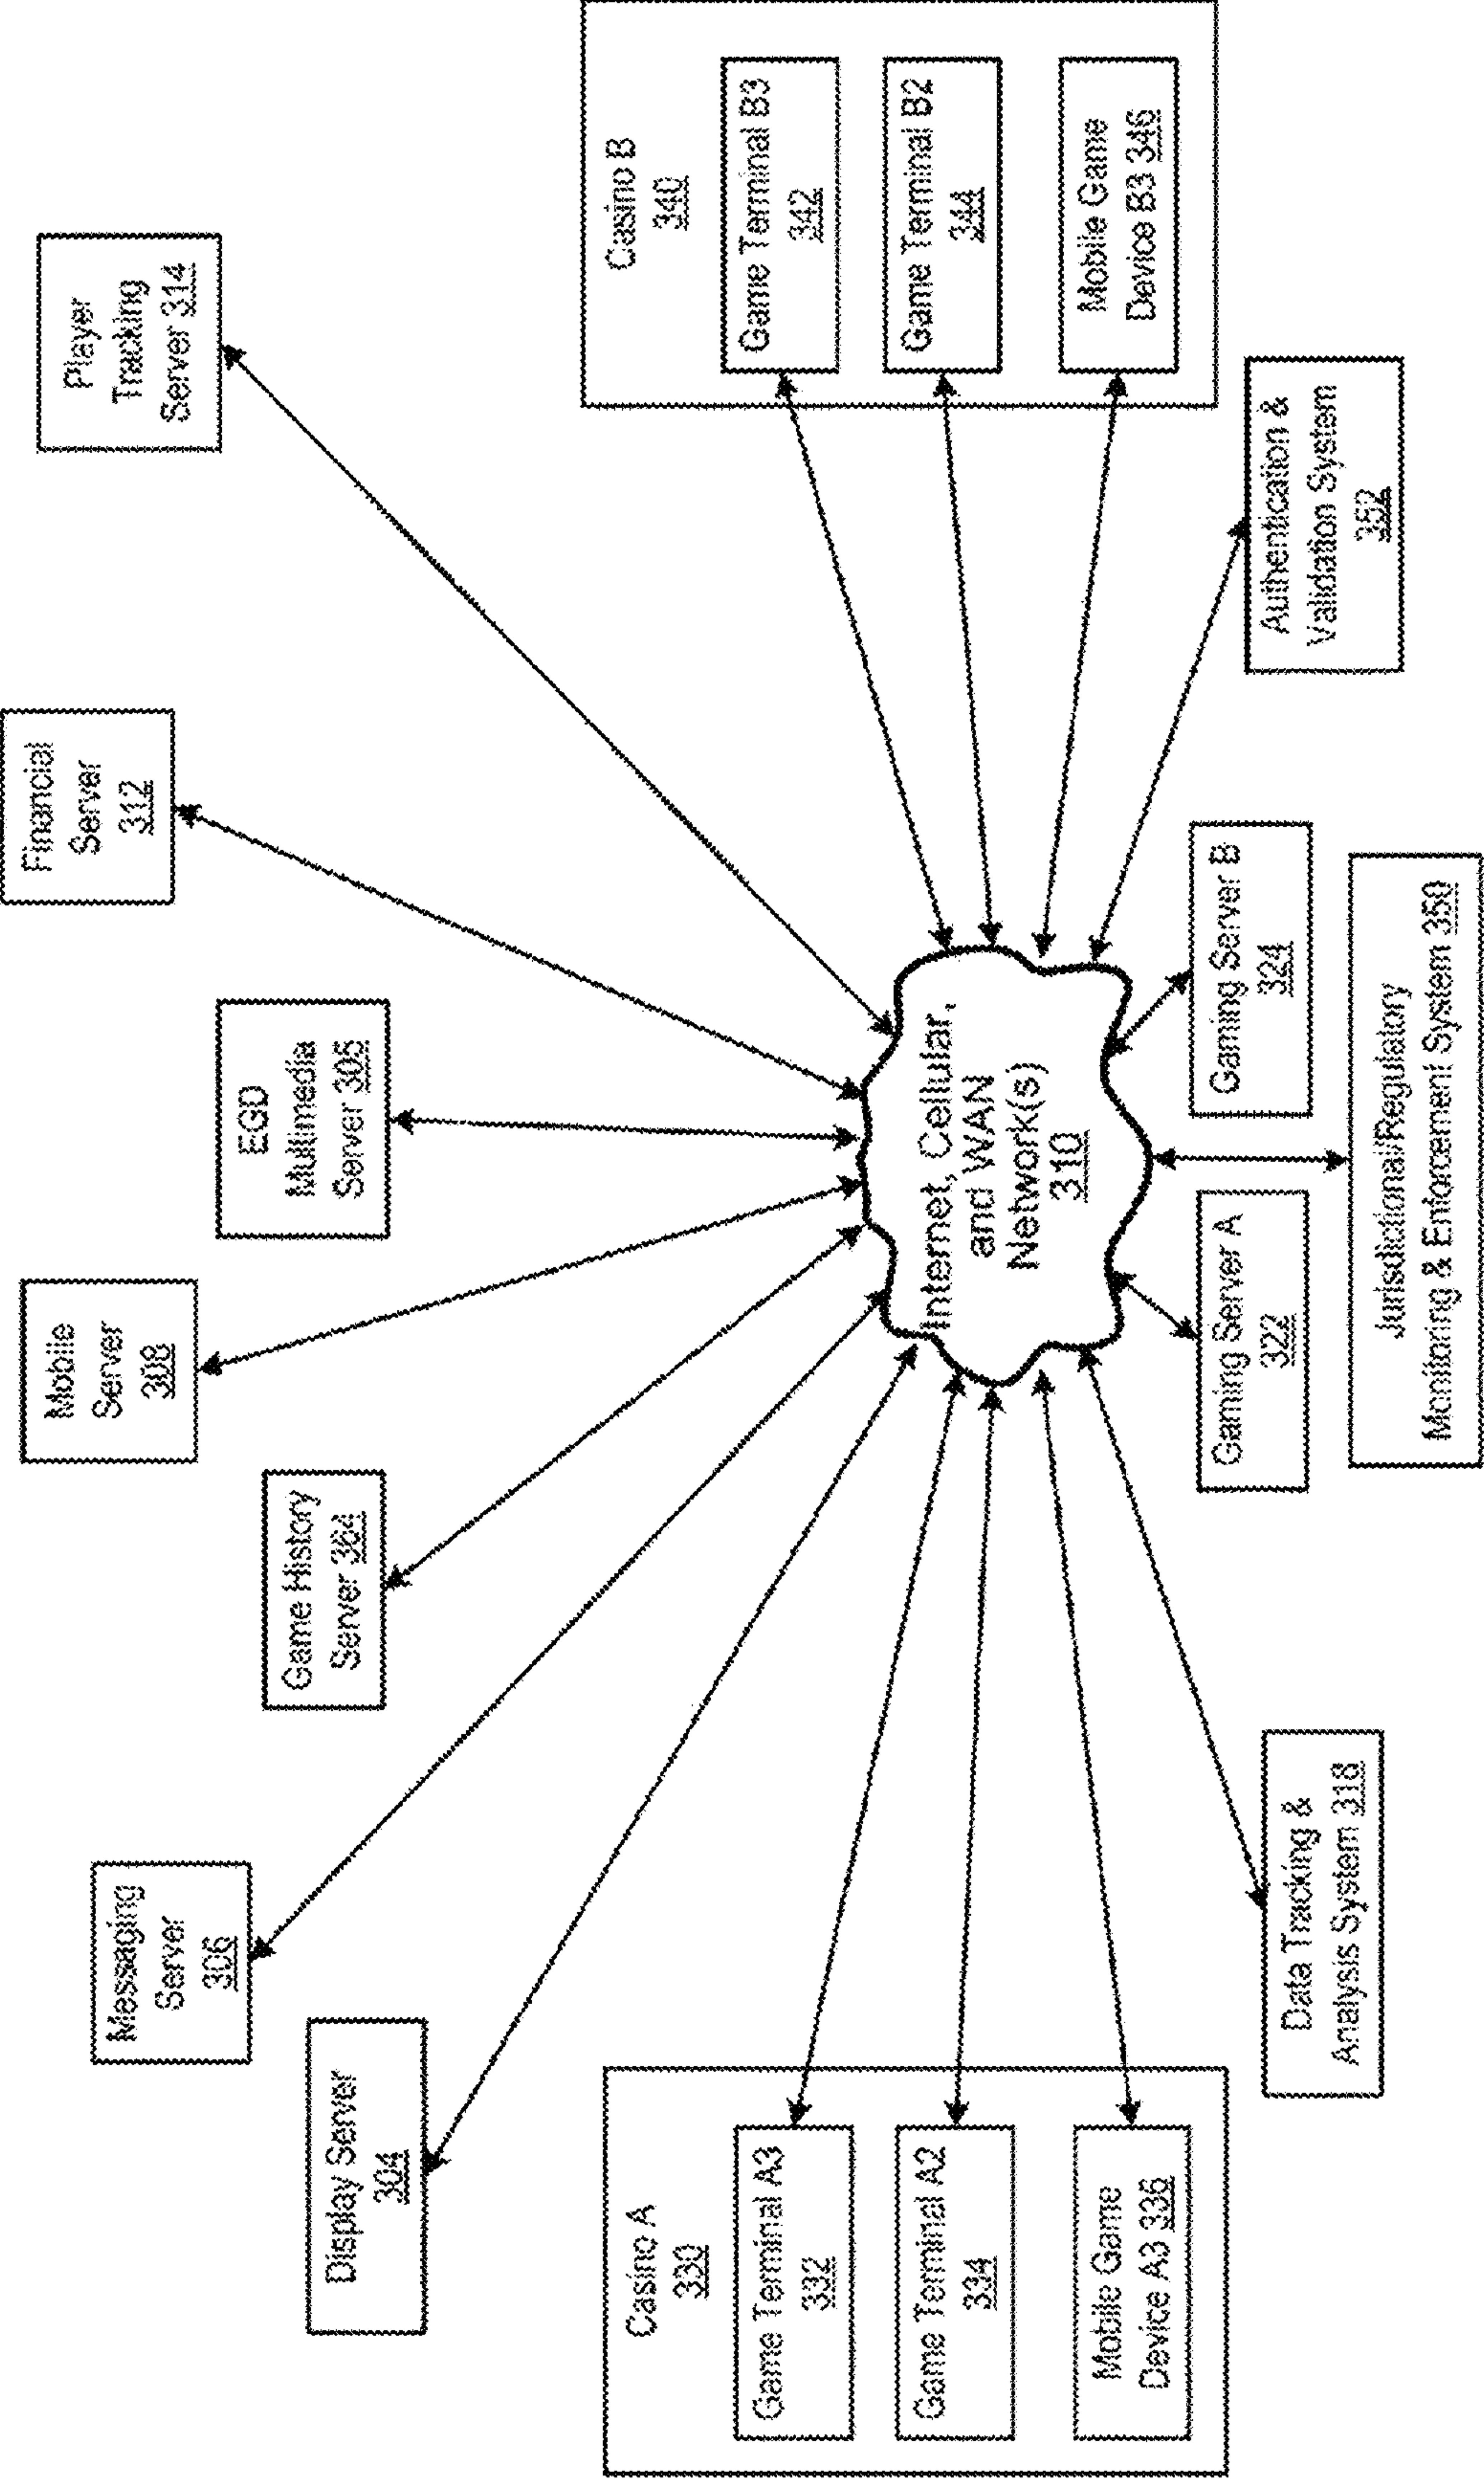 Messaging
Server
306
Mobile
Server
308
Financial
Server
312
Player
Tracking
Server 314
Display Server
304
Game History
Server 364
EGD
Multimedia
Server 305
Casino A
330
Game Terminal A3
332
Game Terminal A2
334
Mobile Game
Device A3 336
Internet, Cellular,
and WAN
Network(s)
310
Casino B
340
Game Terminal B3
342
Game Terminal B2
344
Mobile Game
Device B3 346
Data Tracking &
Analysis System 318
Gaming Server A
322
Gaming Server B
324
Authentication &
Validation System
352
Jurisdictional/Regulatory
Monitoring & Enforcement System 350